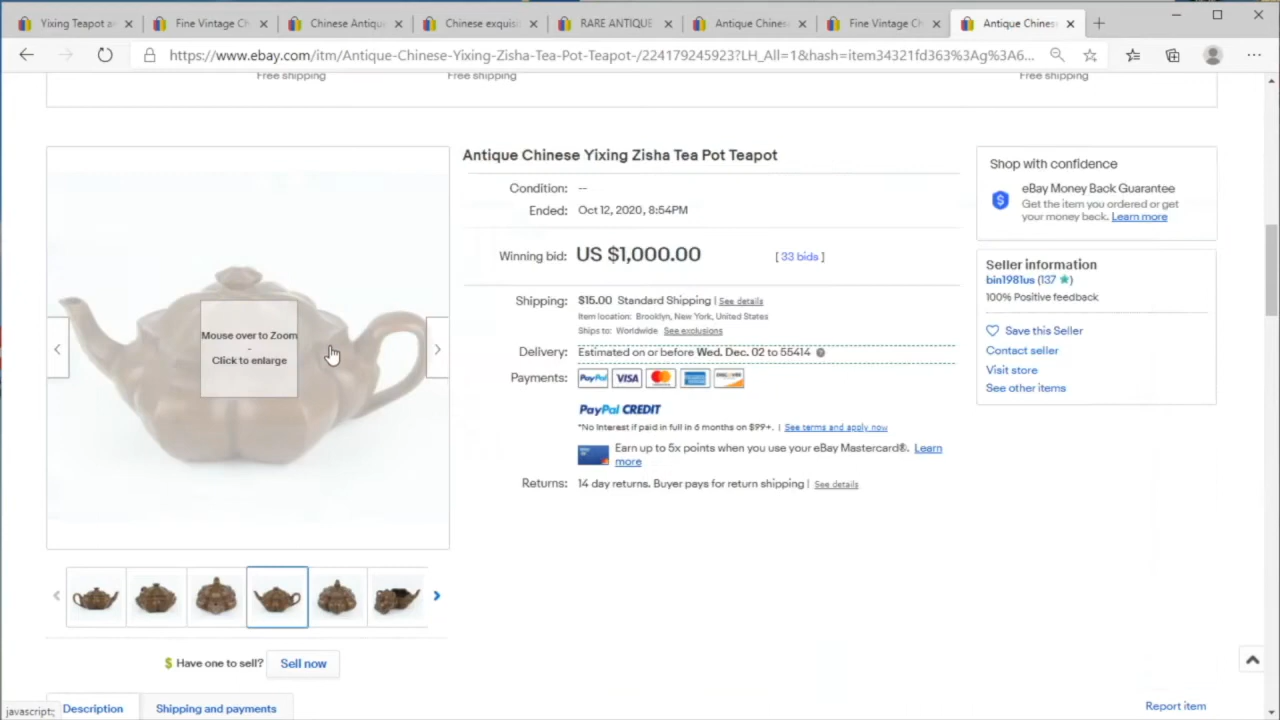 Yixing Teapot a
Fine Vintage Ch
Chinese Antiqu
Chinese exquisi
RARE ANTIQUE
Antique Chines
Fine Vintage Ch
Antique Chines
https://www.ebay.com/itm/Antique-Chinese-Yixing-Zisha-Tea-Pot-Teapot-/224179245923?LH_All=1&hash=item34321fd363%3Ag%3A6...
Free shipping
Free shipping
Free shipping
Antique Chinese Yixing Zisha Tea Pot Teapot
Condition: --
Ended: Oct 12, 2020, 8:54PM
Winning bid: US $1,000.00 [ 33 bids ]
Shipping: $15.00 Standard Shipping | See details
Item location: Brooklyn, New York, United States
Ships to: Worldwide See exclusions
Delivery: Estimated on or before Wed. Dec. 02 to 55414
Payments: PayPal VISA MasterCard DISCOVER
PayPal CREDIT
*No Interest if paid in full in 6 months on $99+. | See terms and apply now
Earn up to 5x points when you use your eBay Mastercard®. Learn
more
Returns: 14 day returns. Buyer pays for return shipping | See details
Shop with confidence
eBay Money Back Guarantee
Get the item you ordered or get
your money back. Learn more
Seller information
bin1981us (137)
100% Positive feedback
Save this Seller
Contact seller
Visit store
See other items
Mouse over to Zoom
-
Click to enlarge
$ Have one to sell? Sell now
Description
Shipping and payments
Report item
javascript:;